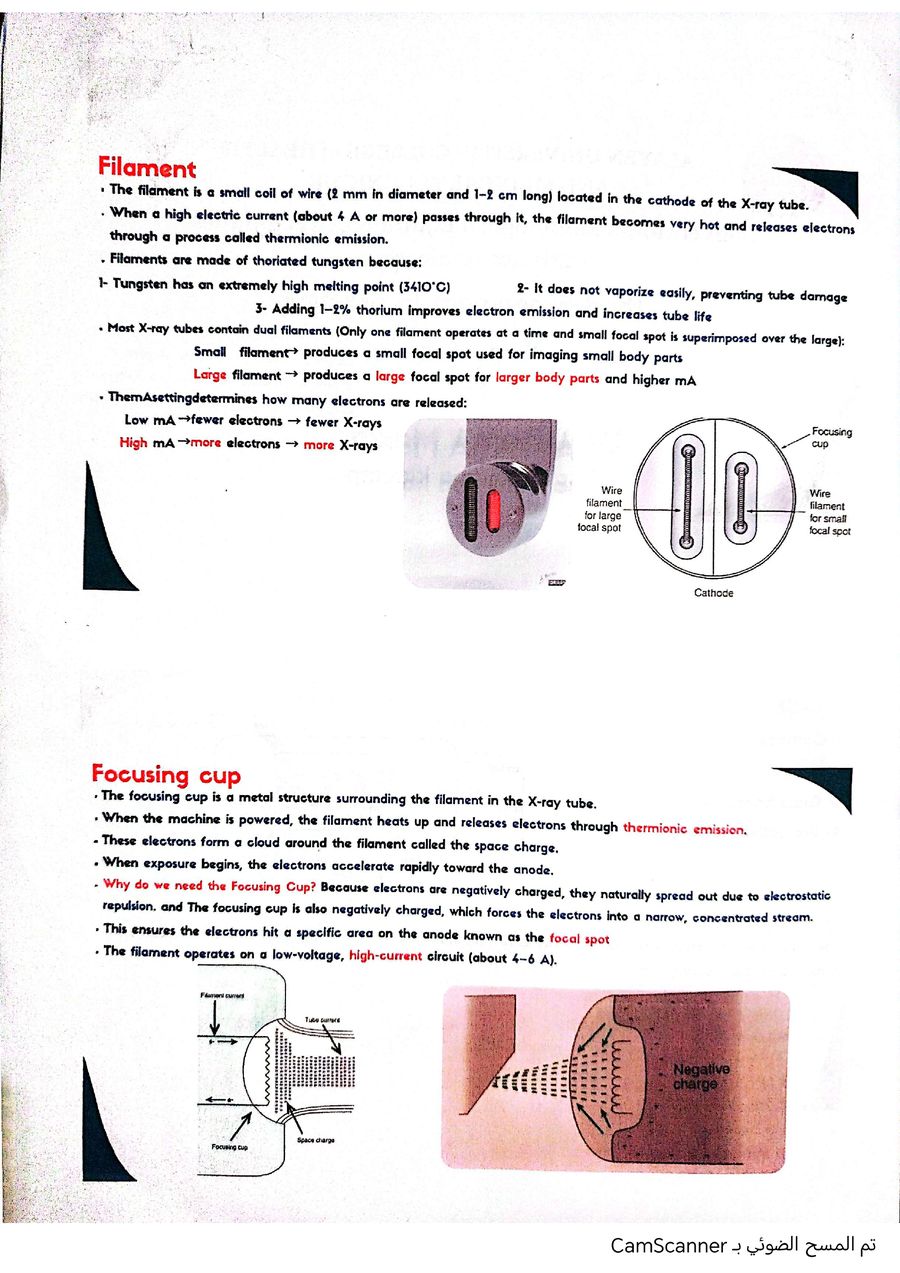 Filament
• The filament is a small coil of wire (2 mm in diameter and 1-2 cm long) located in the cathode of the X-ray tube.
• When a high electric current (about 4 A or more) passes through it, the filament becomes very hot and releases electrons
through a process called thermionic emission.
• Filaments are made of thoriated tungsten because:
1- Tungsten has an extremely high melting point (3410°C) 2- It does not vaporize easily, preventing tube damage
3- Adding 1-2% thorium improves electron emission and increases tube life
• Most X-ray tubes contain dual filaments (Only one filament operates at a time and small focal spot is superimposed over the large):
Small filament→ produces a small focal spot used for imaging small body parts
Large filament → produces a large focal spot for larger body parts and higher mA
• ThemAsettingdetermines how many electrons are released:
Low mA →fewer electrons → fewer X-rays
High mA →more electrons → more X-rays
Focusing
cup
Wire
filament
for large
focal spot
Wire
filament
for small
focal spot
Cathode
Focusing cup
• The focusing cup is a metal structure surrounding the filament in the X-ray tube.
• When the machine is powered, the filament heats up and releases electrons through thermionic emission.
• These electrons form a cloud around the filament called the space charge.
• When exposure begins, the electrons accelerate rapidly toward the anode.
• Why do we need the Focusing Cup? Because electrons are negatively charged, they naturally spread out due to electrostatic
repulsion. and The focusing cup is also negatively charged, which forces the electrons into a narrow, concentrated stream.
• This ensures the electrons hit a specific area on the anode known as the focal spot
• The filament operates on a low-voltage, high-current circuit (about 4-6 A).
Filament current
Tube current
e-
e-
Focusing cup
Space charge
Negative
charge
تم المسح الضوئي بـ CamScanner